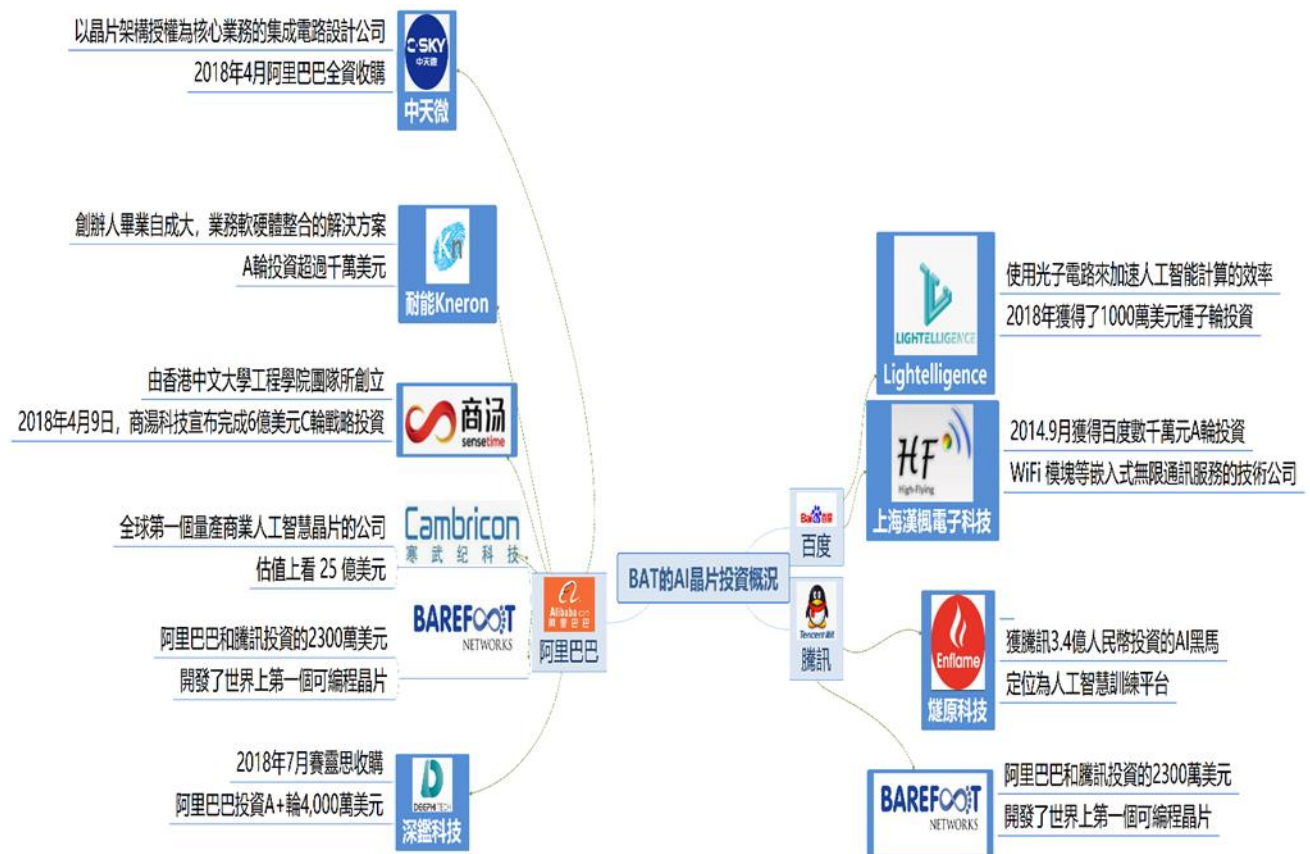 以晶片架構授權為核心業務的集成電路設計公司
2018年4月阿里巴巴全資收購
C-SKY
中天微
中天微
創辦人畢業自成大，業務軟硬體整合的解決方案
A輪投資超過千萬美元
Kn
耐能Kneron
由香港中文大學工程學院團隊所創立
2018年4月9日，商湯科技宣布完成6億美元C輪戰略投資
商汤
sensetime
全球第一個量產商業人工智慧晶片的公司
估值上看 25 億美元
Cambricon
寒武纪科技
阿里巴巴和騰訊投資的2300萬美元
開發了世界上第一個可編程晶片
BAREFOOT
NETWORKS
2018年7月賽靈思收購
阿里巴巴投資A+輪4,000萬美元
DEEPHI TECH
深鑑科技
Alibaba.com
阿里巴巴
BAT的AI晶片投資概況
Bai百度
百度
Tencent 騰訊
騰訊
LIGHTELLIGENCE
Lightelligence
使用光子電路來加速人工智能計算的效率
2018年獲得了1000萬美元種子輪投資
HF
High-Flying
上海漢楓電子科技
2014.9月獲得百度數千萬元A輪投資
WiFi 模塊等嵌入式無限通訊服務的技術公司
Enflame
燧原科技
獲騰訊3.4億人民幣投資的AI黑馬
定位為人工智慧訓練平台
BAREFOOT
NETWORKS
阿里巴巴和騰訊投資的2300萬美元
開發了世界上第一個可編程晶片